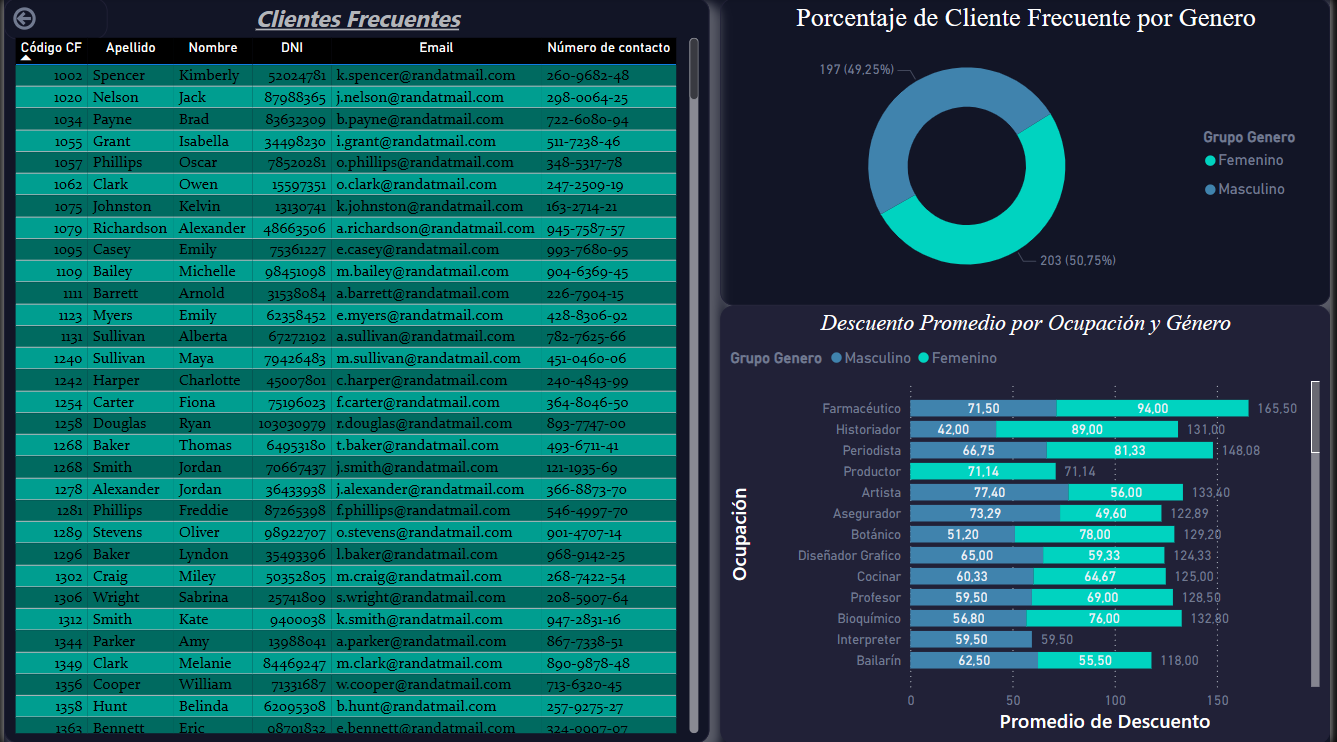 Clientes Frecuentes
Código CF Apellido Nombre DNI Email Número de contacto
1002 Spencer Kimberly 52024781 k.spencer@randatmail.com 260-9682-48
1020 Nelson Jack 87988365 j.nelson@randatmail.com 298-0064-25
1034 Payne Brad 83632309 b.payne@randatmail.com 722-6080-94
1055 Grant Isabella 34498230 i.grant@randatmail.com 511-7238-46
1057 Phillips Oscar 78520281 o.phillips@randatmail.com 348-5317-78
1062 Clark Owen 15597351 o.clark@randatmail.com 247-2509-19
1075 Johnston Kelvin 13130741 k.johnston@randatmail.com 163-2714-21
1079 Richardson Alexander 48663506 a.richardson@randatmail.com 945-7587-57
1095 Casey Emily 75361227 e.casey@randatmail.com 993-7680-95
1109 Bailey Michelle 98451098 m.bailey@randatmail.com 904-6369-45
1111 Barrett Arnold 31538084 a.barrett@randatmail.com 226-7904-15
1123 Myers Emily 62358452 e.myers@randatmail.com 428-8306-92
1131 Sullivan Alberta 67272192 a.sullivan@randatmail.com 782-7625-66
1240 Sullivan Maya 79426483 m.sullivan@randatmail.com 451-0460-06
1242 Harper Charlotte 45007801 c.harper@randatmail.com 240-4843-99
1254 Carter Fiona 75196023 f.carter@randatmail.com 364-8046-50
1258 Douglas Ryan 103030979 r.douglas@randatmail.com 893-7747-00
1268 Baker Thomas 64953180 t.baker@randatmail.com 493-6711-41
1268 Smith Jordan 70667437 j.smith@randatmail.com 121-1935-69
1278 Alexander Jordan 36433938 j.alexander@randatmail.com 366-8873-70
1281 Phillips Freddie 87265398 f.phillips@randatmail.com 546-4997-70
1289 Stevens Oliver 98922707 o.stevens@randatmail.com 901-4707-14
1296 Baker Lyndon 35493396 l.baker@randatmail.com 968-9142-25
1302 Craig Miley 50352805 m.craig@randatmail.com 268-7422-54
1306 Wright Sabrina 25741809 s.wright@randatmail.com 208-5907-64
1312 Smith Kate 9400038 k.smith@randatmail.com 947-2831-16
1344 Parker Amy 13988041 a.parker@randatmail.com 867-7338-51
1349 Clark Melanie 84469247 m.clark@randatmail.com 890-9878-48
1356 Cooper William 71331687 w.cooper@randatmail.com 713-6320-45
1358 Hunt Belinda 62095308 b.hunt@randatmail.com 257-9275-27
1363 Bennett Eric 98791832 e.bennett@randatmail.com 324-0907-07
Porcentaje de Cliente Frecuente por Genero
197 (49,25%)
203 (50,75%)
Grupo Genero
Femenino
Masculino
Descuento Promedio por Ocupación y Género
Grupo Genero Masculino Femenino
Ocupación
Farmacéutico 71,50 94,00 165,50
Historiador 42,00 89,00 131,00
Periodista 66,75 81,33 148,08
Productor 71,14 71,14
Artista 77,40 56,00 133,40
Asegurador 73,29 49,60 122,89
Botánico 51,20 78,00 129,20
Diseñador Grafico 65,00 59,33 124,33
Cocinar 60,33 64,67 125,00
Profesor 59,50 69,00 128,50
Bioquímico 56,80 76,00 132,80
Interpreter 59,50 59,50
Bailarín 62,50 55,50 118,00
0 50 100 150
Promedio de Descuento